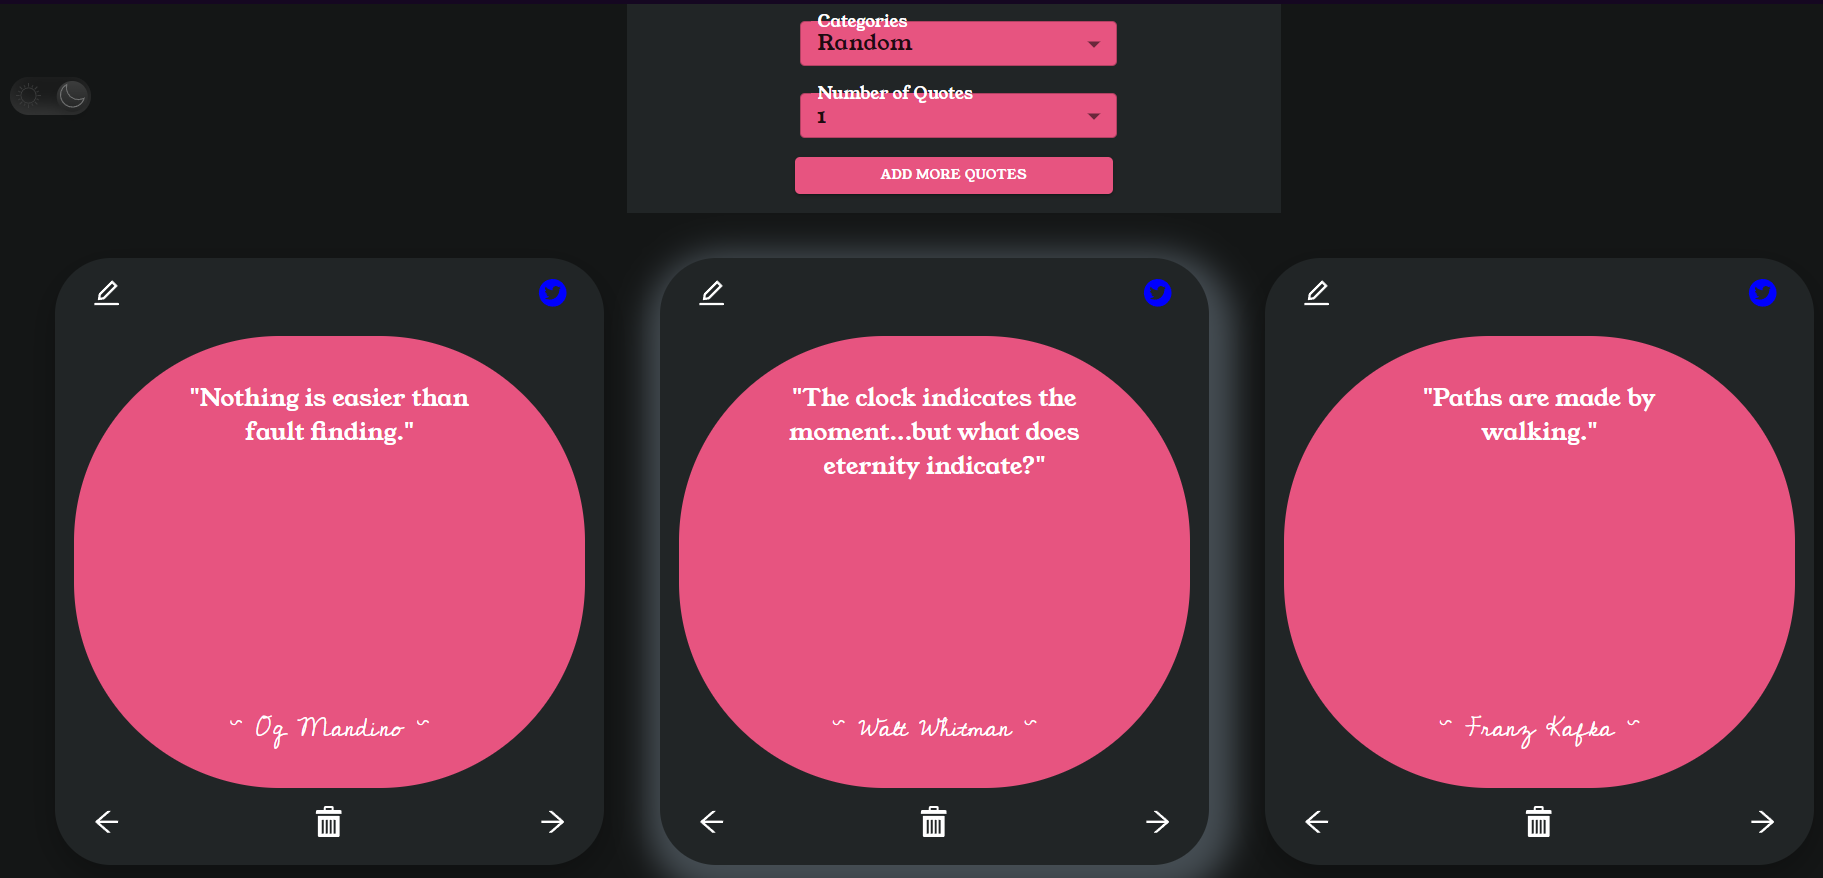 Categories
Random
Number of Quotes
1
ADD MORE QUOTES
"Nothing is easier than
fault finding."
~ Og Mandino ~
"The clock indicates the
moment...but what does
eternity indicate?"
~ Walt Whitman ~
"Paths are made by
walking."
~ Franz Kafka ~